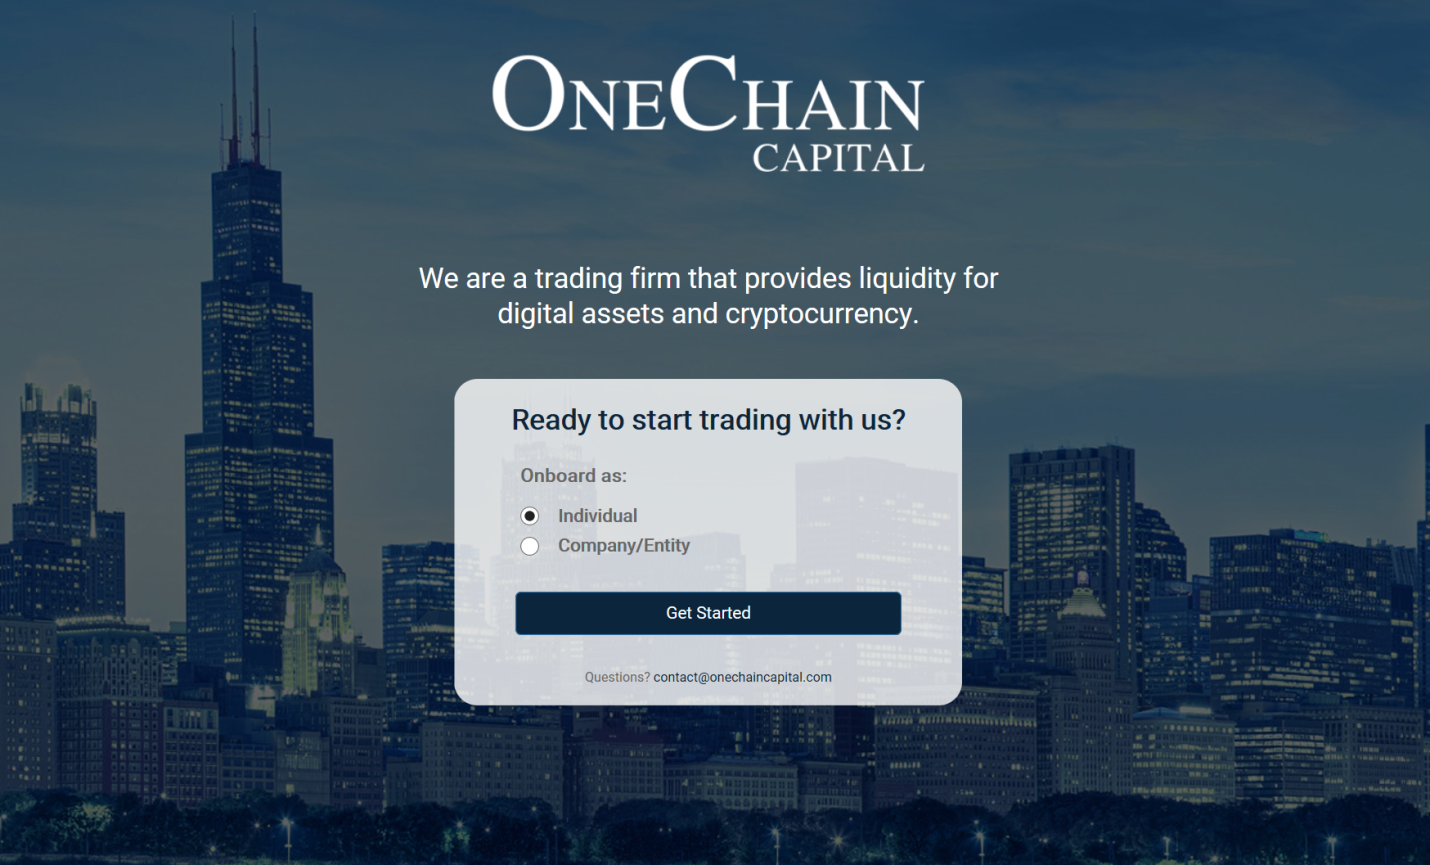 ONECHAIN
CAPITAL
We are a trading firm that provides liquidity for
digital assets and cryptocurrency.
Ready to start trading with us?
Onboard as:
Individual
Company/Entity
Get Started
Questions? contact@onechaincapital.com